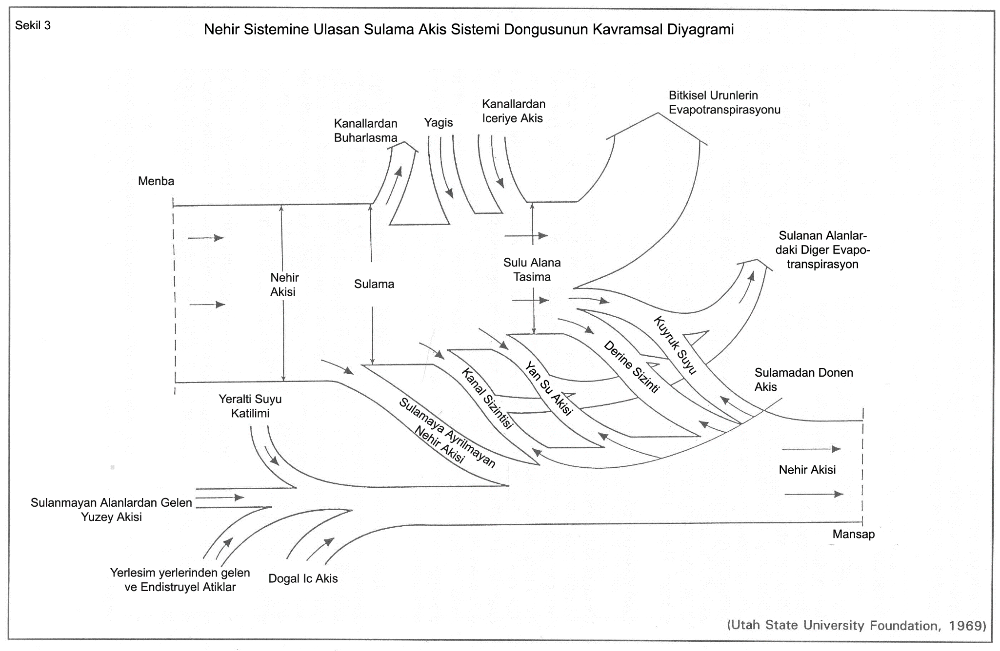 Sekil 3
Nehir Sistemine Ulasan Sulama Akis Sistemi Dongusunun Kavramsal Diyagrami
Bitkisel Urunlerin
Evapotranspirasyonu
Kanallardan
Iceriye Akis
Yagis
Kanallardan
Buharlasma
Menba
Sulanan Alanlar-
daki Diger Evapo-
transpirasyon
Nehir
Akisi
Sulama
Sulu Alana
Tasima
Kuyruk Suyu
Derine Sizinti
Yan Su Akisi
Kanal Sizintisi
Sulamaya Ayrilmayan
Nehir Akisi
Sulamadan Donen
Akis
Yeralti Suyu
Katilimi
Nehir Akisi
Sulanmayan Alanlardan Gelen
Yuzey Akisi
Mansap
Yerlesim yerlerinden gelen
ve Endistruyel Atiklar
Dogal Ic Akis
(Utah State University Foundation, 1969)